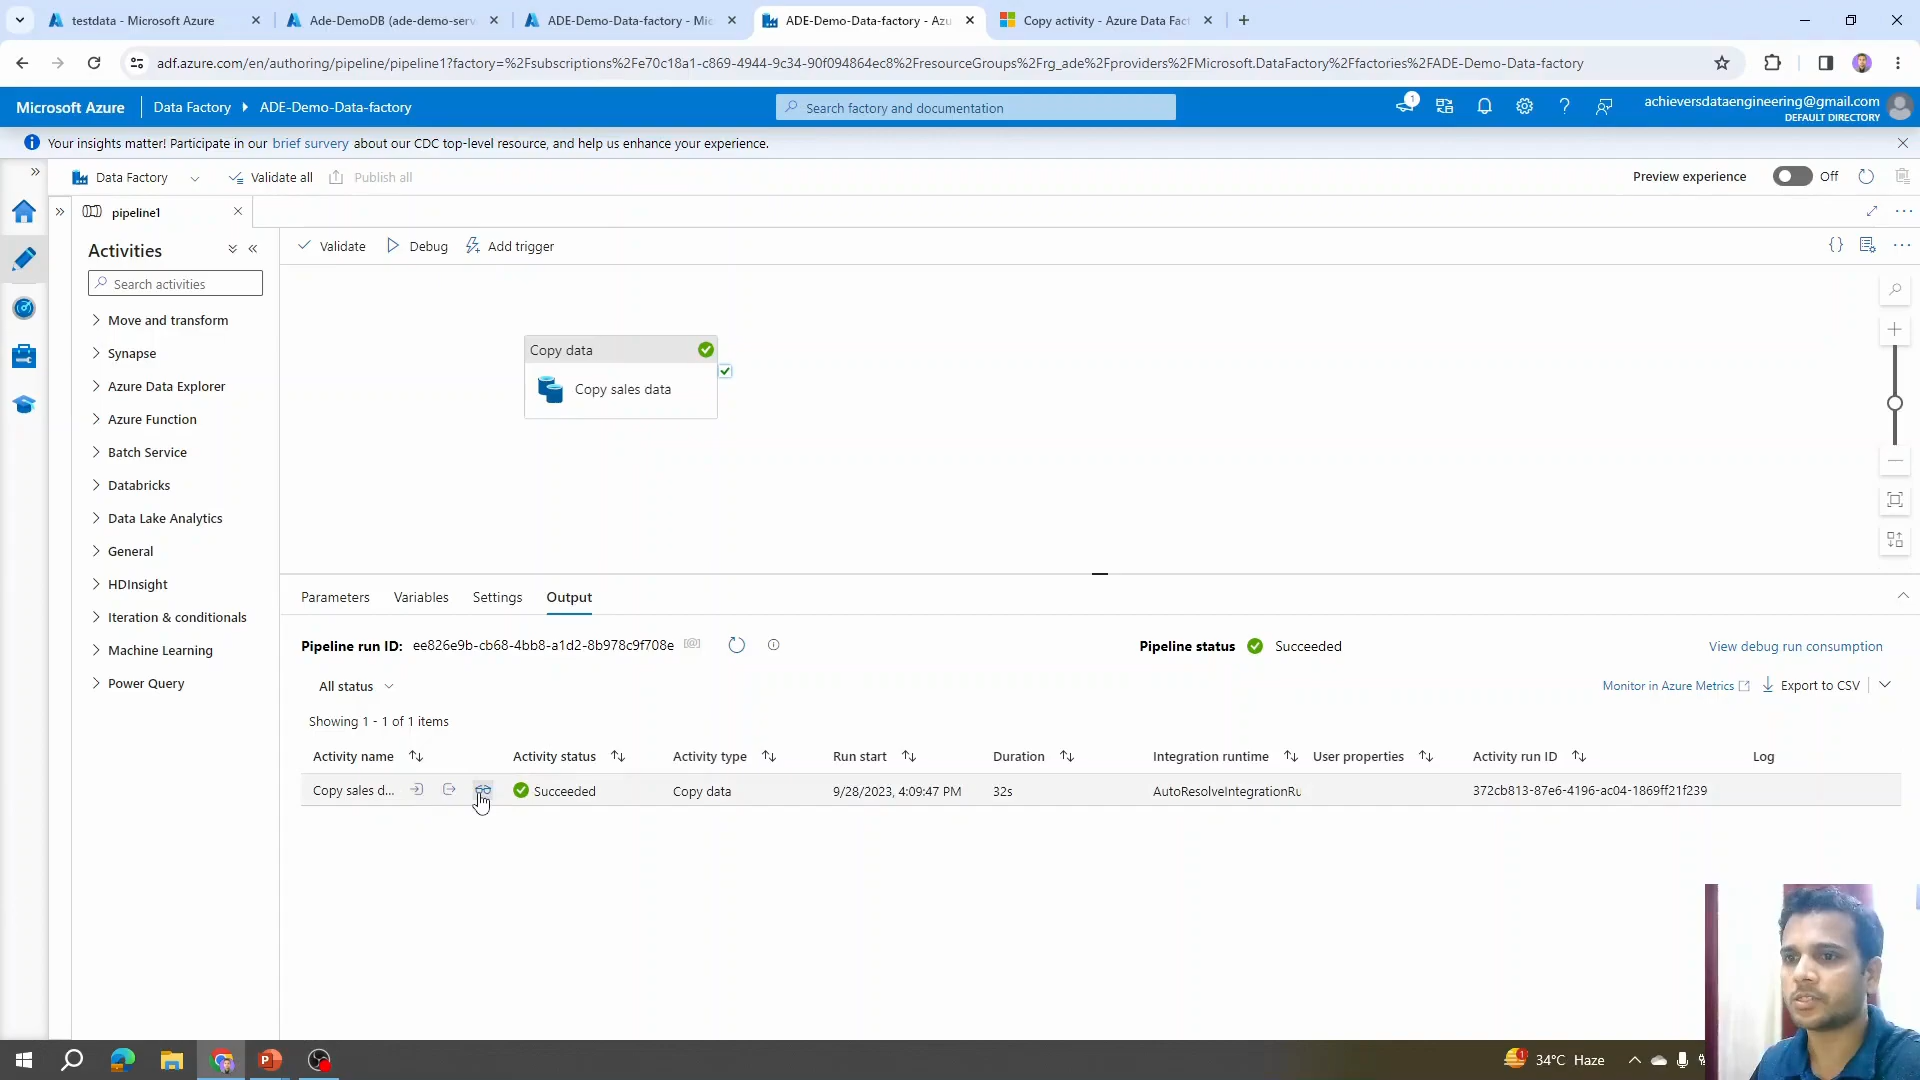 testdata - Microsoft Azure
Ade-DemoDB (ade-demo-serv
ADE-Demo-Data-factory - Mic
ADE-Demo-Data-factory - Azu
Copy activity - Azure Data Fact
adf.azure.com/en/authoring/pipeline/pipeline1?factory=%2Fsubscriptions%2Fe70c18a1-c869-4944-9c34-90f094864ec8%2FresourceGroups%2Frg_ade%2Fproviders%2FMicrosoft.DataFactory%2Ffactories%2FADE-Demo-Data-factory
Microsoft Azure
Data Factory
ADE-Demo-Data-factory
Search factory and documentation
1
achieversdataengineering@gmail.com
DEFAULT DIRECTORY
Your insights matter! Participate in our brief survey about our CDC top-level resource, and help us enhance your experience.
Data Factory
Validate all
Publish all
Preview experience
Off
pipeline1
Activities
Search activities
Move and transform
Synapse
Azure Data Explorer
Azure Function
Batch Service
Databricks
Data Lake Analytics
General
HDInsight
Iteration & conditionals
Machine Learning
Power Query
Validate
Debug
Add trigger
Copy data
Copy sales data
Parameters
Variables
Settings
Output
Pipeline run ID: ee826e9b-cb68-4bb8-a1d2-8b978c9f708e
Pipeline status
Succeeded
View debug run consumption
All status
Monitor in Azure Metrics
Export to CSV
Showing 1 - 1 of 1 items
Activity name
Activity status
Activity type
Run start
Duration
Integration runtime
User properties
Activity run ID
Log
Copy sales d...
Succeeded
Copy data
9/28/2023, 4:09:47 PM
32s
AutoResolveIntegrationRu
372cb813-87e6-4196-ac04-1869ff21f239
1
34°C Haze